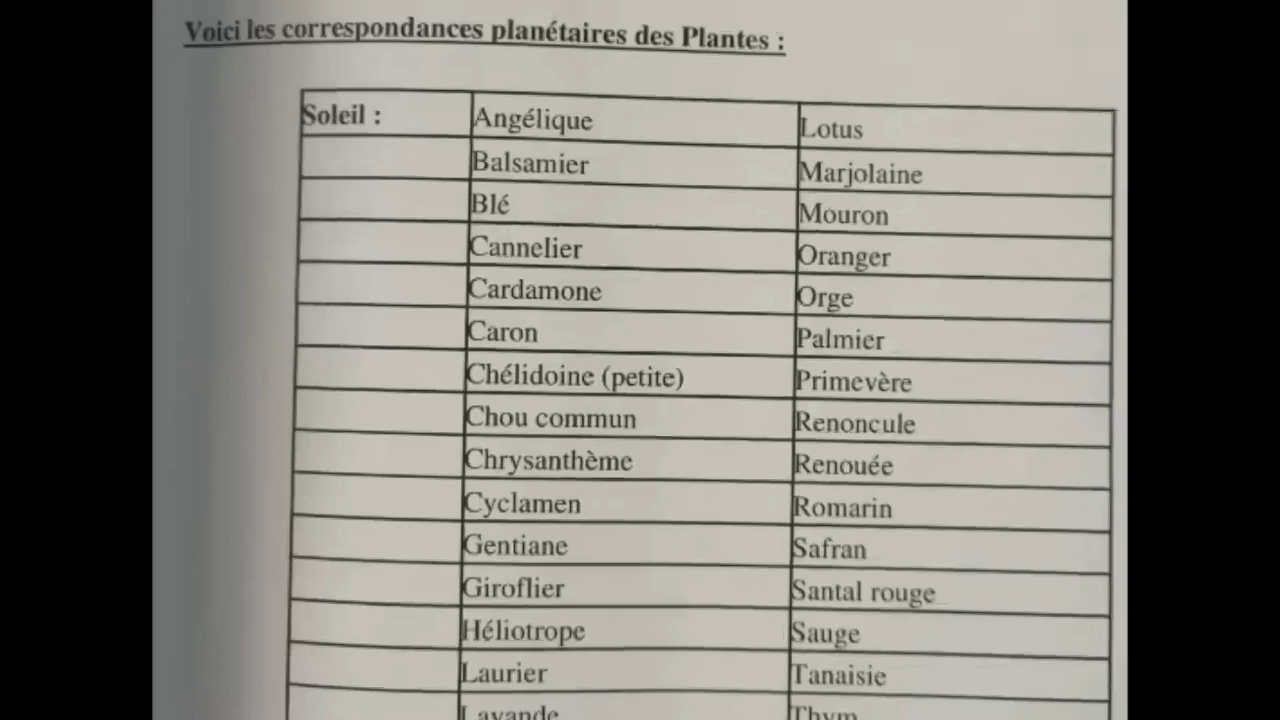 Voici les correspondances planétaires des Plantes :
Soleil : Angélique Lotus
Balsamier Marjolaine
Blé Mouron
Cannelier Oranger
Cardamone Orge
Caron Palmier
Chélidoine (petite) Primevère
Chou commun Renoncule
Chrysanthème Renouée
Cyclamen Romarin
Gentiane Safran
Giroflier Santal rouge
Héliotrope Sauge
Laurier Tanaisie
Lavande Thym